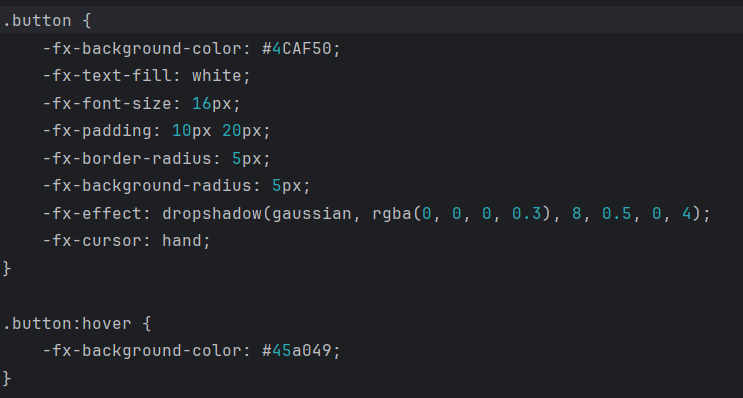 .button {
    -fx-background-color: #4CAF50;
    -fx-text-fill: white;
    -fx-font-size: 16px;
    -fx-padding: 10px 20px;
    -fx-border-radius: 5px;
    -fx-background-radius: 5px;
    -fx-effect: dropshadow(gaussian, rgba(0, 0, 0, 0.3), 8, 0.5, 0, 4);
    -fx-cursor: hand;
}

.button:hover {
    -fx-background-color: #45a049;
}